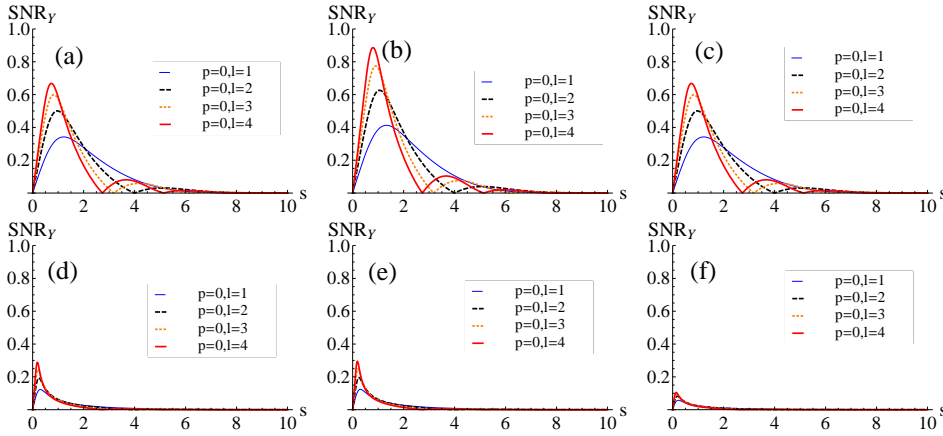 SNR_Y
1.0
0.8
0.6
0.4
0.2
0 2 4 6 8 10
s
(a)
p=0,l=1
p=0,l=2
p=0,l=3
p=0,l=4
SNR_Y
1.0
0.8
0.6
0.4
0.2
0 2 4 6 8 10
s
(b)
p=0,l=1
p=0,l=2
p=0,l=3
p=0,l=4
SNR_Y
1.0
0.8
0.6
0.4
0.2
0 2 4 6 8 10
s
(c)
p=0,l=1
p=0,l=2
p=0,l=3
p=0,l=4
SNR_Y
1.0
0.8
0.6
0.4
0.2
0 2 4 6 8 10
s
(d)
p=0,l=1
p=0,l=2
p=0,l=3
p=0,l=4
SNR_Y
1.0
0.8
0.6
0.4
0.2
0 2 4 6 8 10
s
(e)
p=0,l=1
p=0,l=2
p=0,l=3
p=0,l=4
SNR_Y
1.0
0.8
0.6
0.4
0.2
0 2 4 6 8 10
s
(f)
p=0,l=1
p=0,l=2
p=0,l=3
p=0,l=4